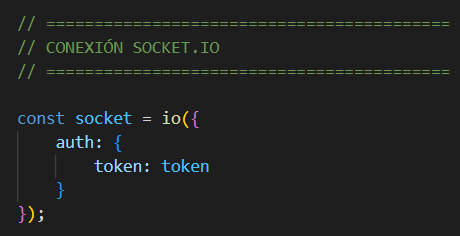 // ==========================================
// CONEXIÓN SOCKET.IO
// ==========================================
const socket = io({
    auth: {
        token: token
    }
});